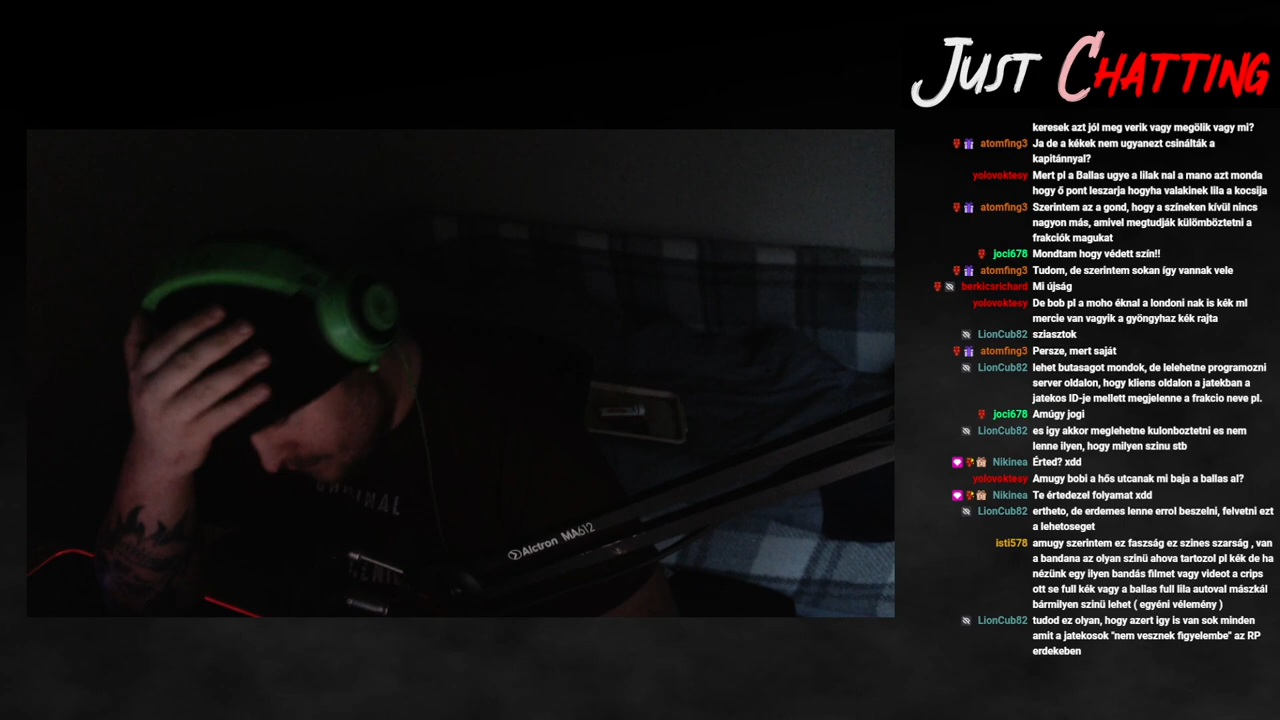 JUST CHATTING
keresek azt jól meg verik vagy megölik vagy mi?
atomfing3 Ja de a kékek nem ugyanezt csinálták a
kapitánnyal?
yolovoktesy Mert pl a Ballas ugye a lilak nal a mano azt monda
hogy ő pont leszarja hogyha valakinek lila a kocsija
atomfing3 Szerintem az a gond, hogy a színeken kívül nincs
nagyon más, amivel megtudják külömböztetni a
frakciók magukat
joci678 Mondtam hogy védett szín!!
atomfing3 Tudom, de szerintem sokan így vannak vele
berkicsrichard Mi újság
yolovoktesy De bob pl a moho éknal a londoni nak is kék ml
mercie van vagyik a gyöngyhaz kék rajta
LionCub82 sziasztok
atomfing3 Persze, mert saját
LionCub82 lehet butasagot mondok, de lelehetne programozni
server oldalon, hogy kliens oldalon a jatekban a
jatekos ID-je mellett megjelenne a frakcio neve pl.
joci678 Amúgy jogi
LionCub82 es igy akkor meglehetne kulonboztetni es nem
lenne ilyen, hogy milyen szinu stb
Nikinea Érted? xdd
yolovoktesy Amugy bobi a hős utcanak mi baja a ballas al?
Nikinea Te értedezel folyamat xdd
LionCub82 ertheto, de erdemes lenne errol beszelni, felvetni ezt
a lehetoseget
isti578 amugy szerintem ez faszság ez szines szarság , van
a bandana az olyan szinü ahova tartozol pl kék de ha
nézünk egy ilyen bandás filmet vagy videot a crips
ott se full kék vagy a ballas full lila autoval mászkál
bármilyen szinü lehet ( egyéni vélemény )
LionCub82 tudod ez olyan, hogy azert igy is van sok minden
amit a jatekosok "nem vesznek figyelembe" az RP
erdekeben
Alctron MA612